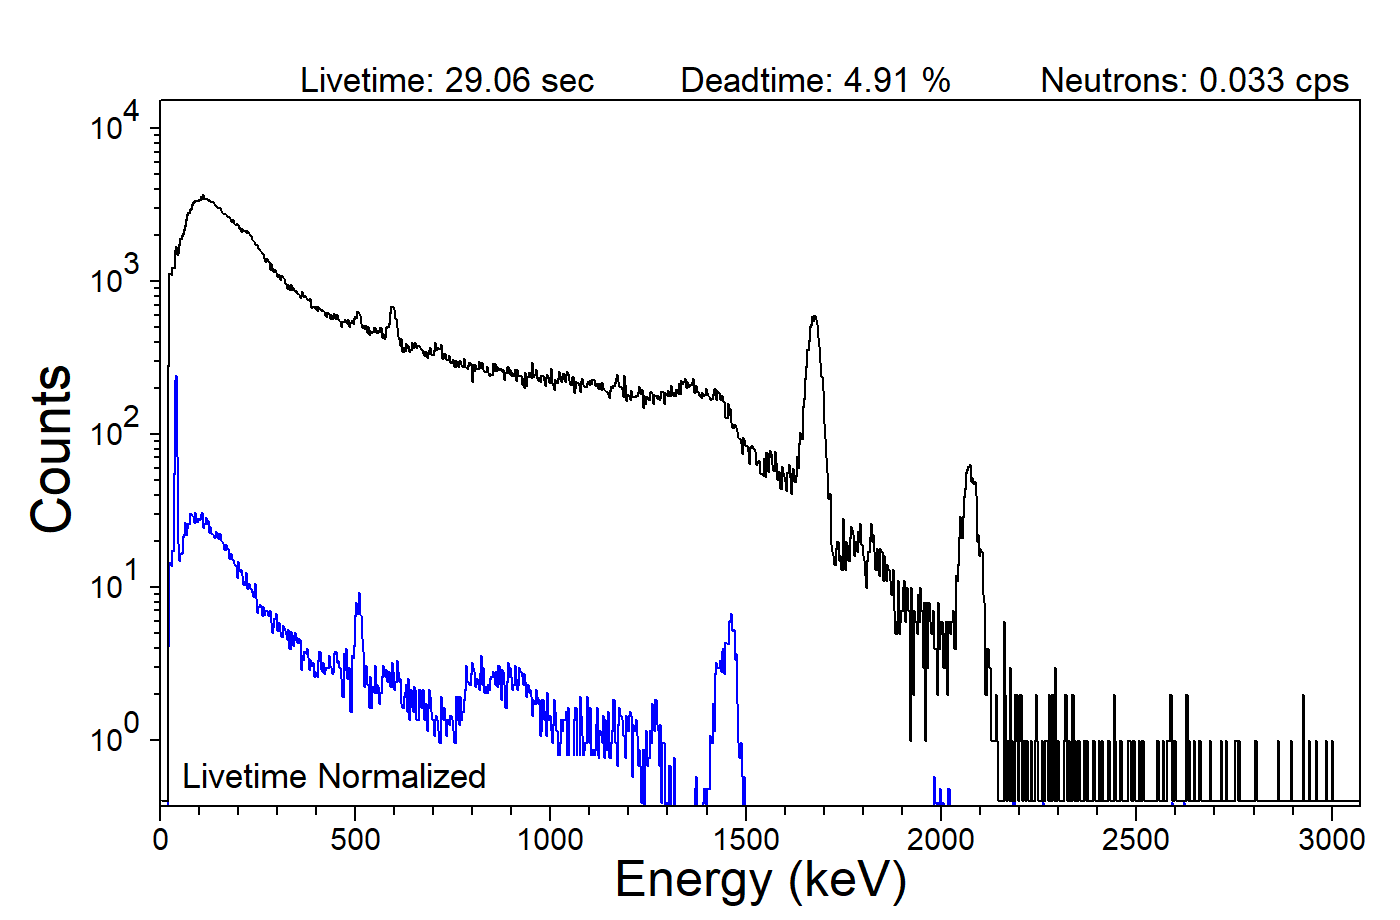 Livetime: 29.06 sec Deadtime: 4.91 % Neutrons: 0.033 cps
10^4
10^3
10^2
10^1
10^0
Counts
Livetime Normalized
0 500 1000 1500 2000 2500 3000
Energy (keV)